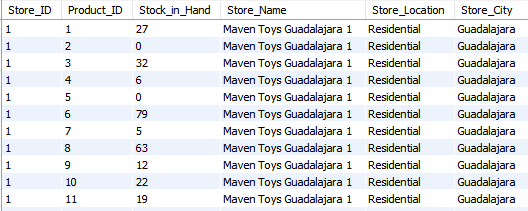 Store_ID Product_ID Stock_in_Hand Store_Name Store_Location Store_City
1 1 27 Maven Toys Guadalajara 1 Residential Guadalajara
1 2 0 Maven Toys Guadalajara 1 Residential Guadalajara
1 3 32 Maven Toys Guadalajara 1 Residential Guadalajara
1 4 6 Maven Toys Guadalajara 1 Residential Guadalajara
1 5 0 Maven Toys Guadalajara 1 Residential Guadalajara
1 6 79 Maven Toys Guadalajara 1 Residential Guadalajara
1 7 5 Maven Toys Guadalajara 1 Residential Guadalajara
1 8 63 Maven Toys Guadalajara 1 Residential Guadalajara
1 9 12 Maven Toys Guadalajara 1 Residential Guadalajara
1 10 22 Maven Toys Guadalajara 1 Residential Guadalajara
1 11 19 Maven Toys Guadalajara 1 Residential Guadalajara